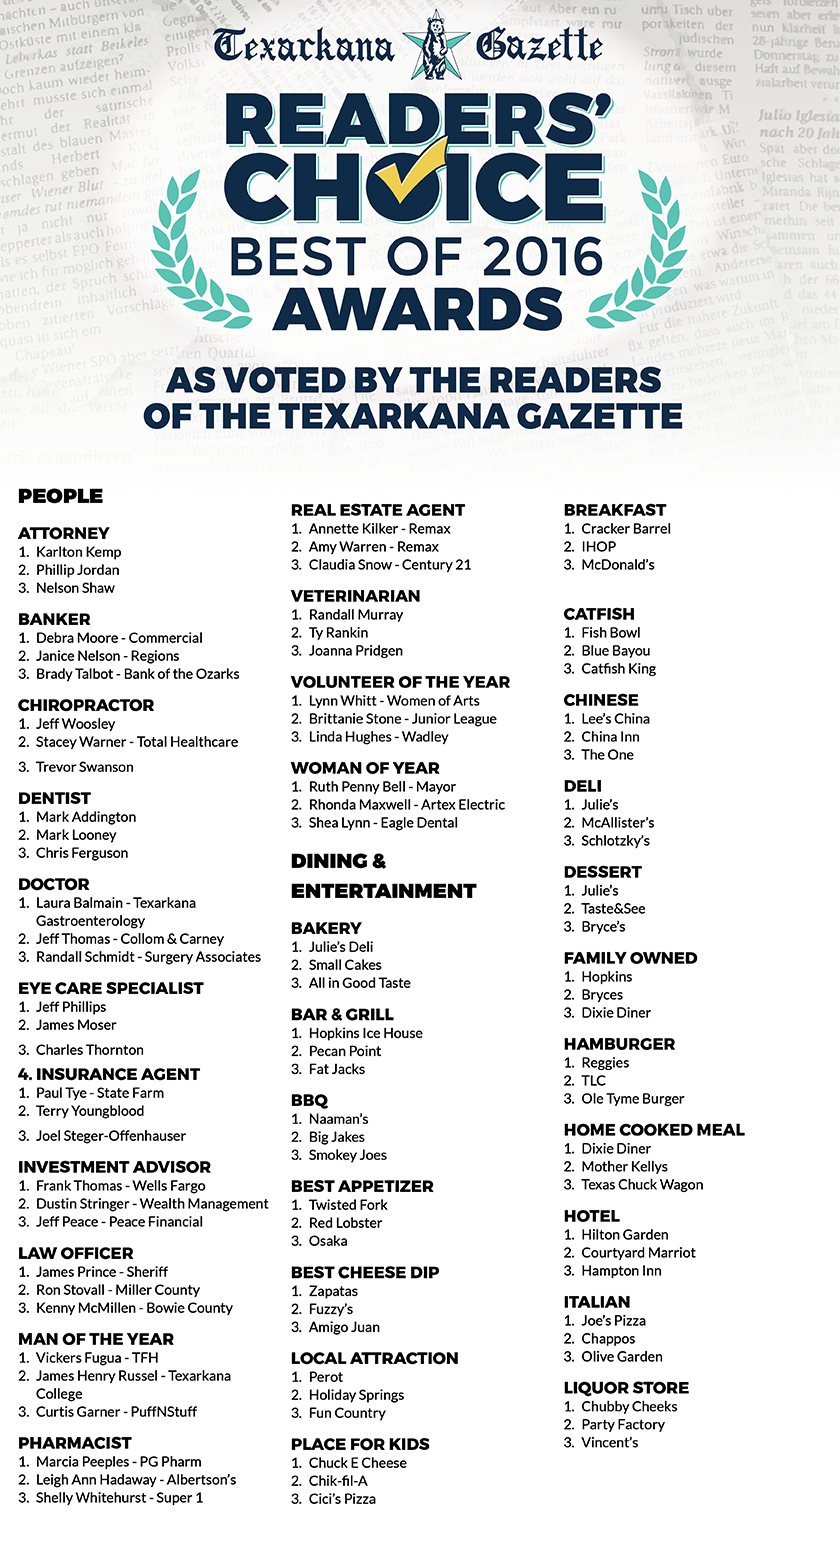 Texarkana Gazette
READERS'
CHOICE
BEST OF 2016
AWARDS
AS VOTED BY THE READERS
OF THE TEXARKANA GAZETTE
PEOPLE
ATTORNEY
1. Karlton Kemp
2. Phillip Jordan
3. Nelson Shaw
BANKER
1. Debra Moore - Commercial
2. Janice Nelson - Regions
3. Brady Talbot - Bank of the Ozarks
CHIROPRACTOR
1. Jeff Woosley
2. Stacey Warner - Total Healthcare
3. Trevor Swanson
DENTIST
1. Mark Addington
2. Mark Looney
3. Chris Ferguson
DOCTOR
1. Laura Balmain - Texarkana
Gastroenterology
2. Jeff Thomas - Collom & Carney
3. Randall Schmidt - Surgery Associates
EYE CARE SPECIALIST
1. Jeff Phillips
2. James Moser
3. Charles Thornton
4. INSURANCE AGENT
1. Paul Tye - State Farm
2. Terry Youngblood
3. Joel Steger-Offenhauser
INVESTMENT ADVISOR
1. Frank Thomas - Wells Fargo
2. Dustin Stringer - Wealth Management
3. Jeff Peace - Peace Financial
LAW OFFICER
1. James Prince - Sheriff
2. Ron Stovall - Miller County
3. Kenny McMillen - Bowie County
MAN OF THE YEAR
1. Vickers Fugua - TFH
2. James Henry Russel - Texarkana
College
3. Curtis Garner - PuffNStuff
PHARMACIST
1. Marcia Peeples - PG Pharm
2. Leigh Ann Hadaway - Albertson's
3. Shelly Whitehurst - Super 1
REAL ESTATE AGENT
1. Annette Kilker - Remax
2. Amy Warren - Remax
3. Claudia Snow - Century 21
VETERINARIAN
1. Randall Murray
2. Ty Rankin
3. Joanna Pridgen
VOLUNTEER OF THE YEAR
1. Lynn Whitt - Women of Arts
2. Brittanie Stone - Junior League
3. Linda Hughes - Wadley
WOMAN OF YEAR
1. Ruth Penny Bell - Mayor
2. Rhonda Maxwell - Artex Electric
3. Shea Lynn - Eagle Dental
DINING &
ENTERTAINMENT
BAKERY
1. Julie's Deli
2. Small Cakes
3. All in Good Taste
BAR & GRILL
1. Hopkins Ice House
2. Pecan Point
3. Fat Jacks
BBQ
1. Naaman's
2. Big Jakes
3. Smokey Joes
BEST APPETIZER
1. Twisted Fork
2. Red Lobster
3. Osaka
BEST CHEESE DIP
1. Zapatas
2. Fuzzy's
3. Amigo Juan
LOCAL ATTRACTION
1. Perot
2. Holiday Springs
3. Fun Country
PLACE FOR KIDS
1. Chuck E Cheese
2. Chik-fil-A
3. Cici's Pizza
BREAKFAST
1. Cracker Barrel
2. IHOP
3. McDonald's
CATFISH
1. Fish Bowl
2. Blue Bayou
3. Catfish King
CHINESE
1. Lee's China
2. China Inn
3. The One
DELI
1. Julie's
2. McAllister's
3. Schlotzky's
DESSERT
1. Julie's
2. Taste&See
3. Bryce's
FAMILY OWNED
1. Hopkins
2. Bryces
3. Dixie Diner
HAMBURGER
1. Reggies
2. TLC
3. Ole Tyme Burger
HOME COOKED MEAL
1. Dixie Diner
2. Mother Kellys
3. Texas Chuck Wagon
HOTEL
1. Hilton Garden
2. Courtyard Marriot
3. Hampton Inn
ITALIAN
1. Joe's Pizza
2. Chappos
3. Olive Garden
LIQUOR STORE
1. Chubby Cheeks
2. Party Factory
3. Vincent's